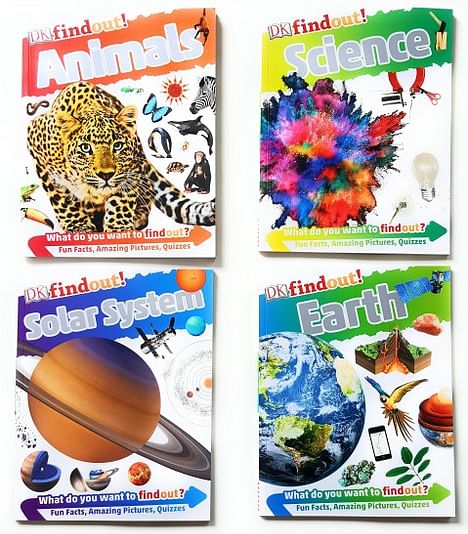 DK findout!
Animals
What do you want to findout?
Fun Facts, Amazing Pictures, Quizzes
DK findout!
Science
What do you want to findout?
Fun Facts, Amazing Pictures, Quizzes
DK findout!
Solar System
What do you want to findout?
Fun Facts, Amazing Pictures, Quizzes
DK findout!
Earth
What do you want to findout?
Fun Facts, Amazing Pictures, Quizzes